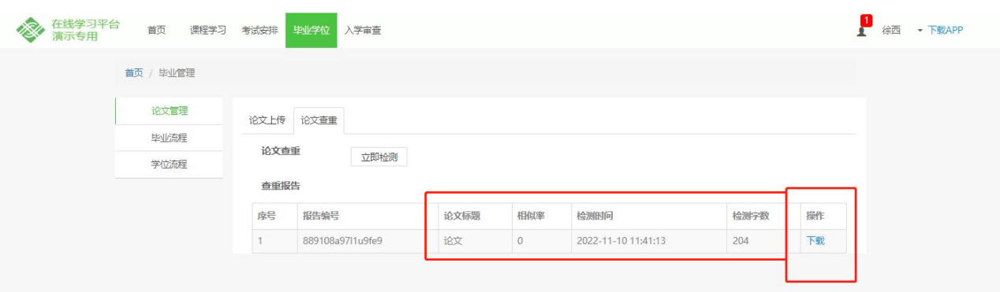 在线学习平台
演示专用
首页 课程学习 考试安排 毕业学位 入学审查
1
徐西 下载APP
首页 / 毕业管理
论文管理
毕业流程
学位流程
论文上传 论文查重
论文查重 立即检测
查重报告
序号 报告编号 论文标题 相似率 检测时间 检测字数 操作
1 889108a97l1u9fe9 论文 0 2022-11-10 11:41:13 204 下载